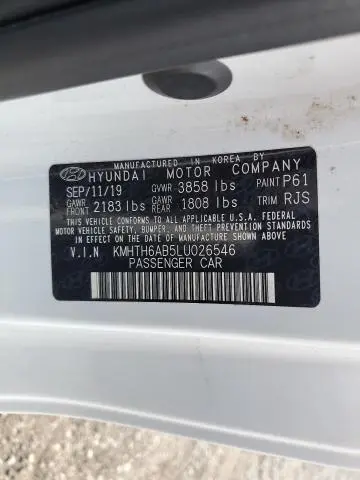 MANUFACTURED IN KOREA BY
HYUNDAI MOTOR COMPANY
SEP/11/19 GVWR 3858 lbs PAINT P61
GAWR FRONT 2183 lbs GAWR REAR 1808 lbs TRIM RJS
THIS VEHICLE CONFORMS TO ALL APPLICABLE U.S.A. FEDERAL
MOTOR VEHICLE SAFETY, BUMPER, AND THEFT PREVENTION
STANDARDS IN EFFECT ON THE DATE OF MANUFACTURE SHOWN ABOVE.
V.I.N KMHTH6AB5LU026546
PASSENGER CAR